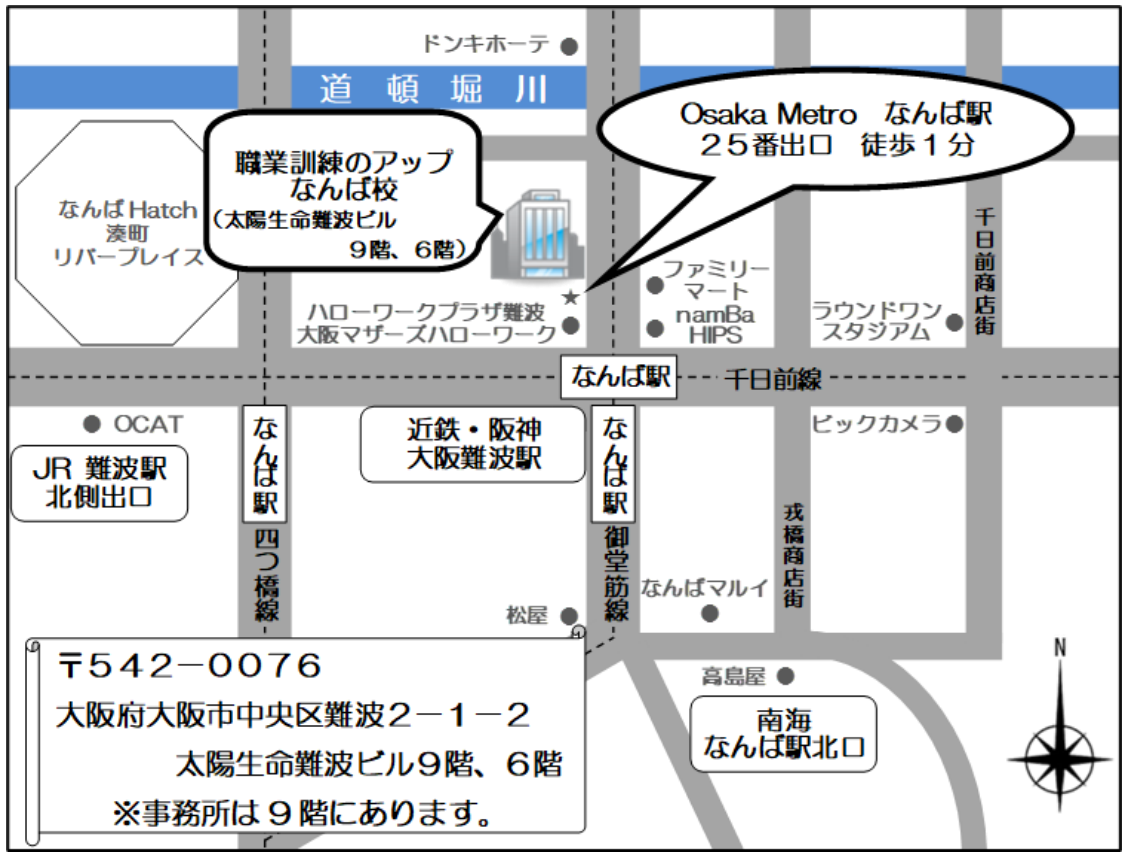 ドンキホーテ
道頓堀川
Osaka Metro なんば駅
25番出口 徒歩1分
職業訓練のアップ
なんば校
(太陽生命難波ビル
9階、6階)
なんば Hatch
湊町
リバープレイス
千日前商店街
ファミリー
マート
namBa
HIPS
ラウンドワン
スタジアム
★
ハローワークプラザ難波
大阪マザーズハローワーク
なんば駅
千日前線
OCAT
JR 難波駅
北側出口
なんば駅
四つ橋線
近鉄・阪神
大阪難波駅
なんば駅
御堂筋線
ビックカメラ
戎橋商店街
なんばマルイ
松屋
高島屋
南海
なんば駅北口
N
〒542-0076
大阪府大阪市中央区難波2-1-2
太陽生命難波ビル9階、6階
※事務所は9階にあります。